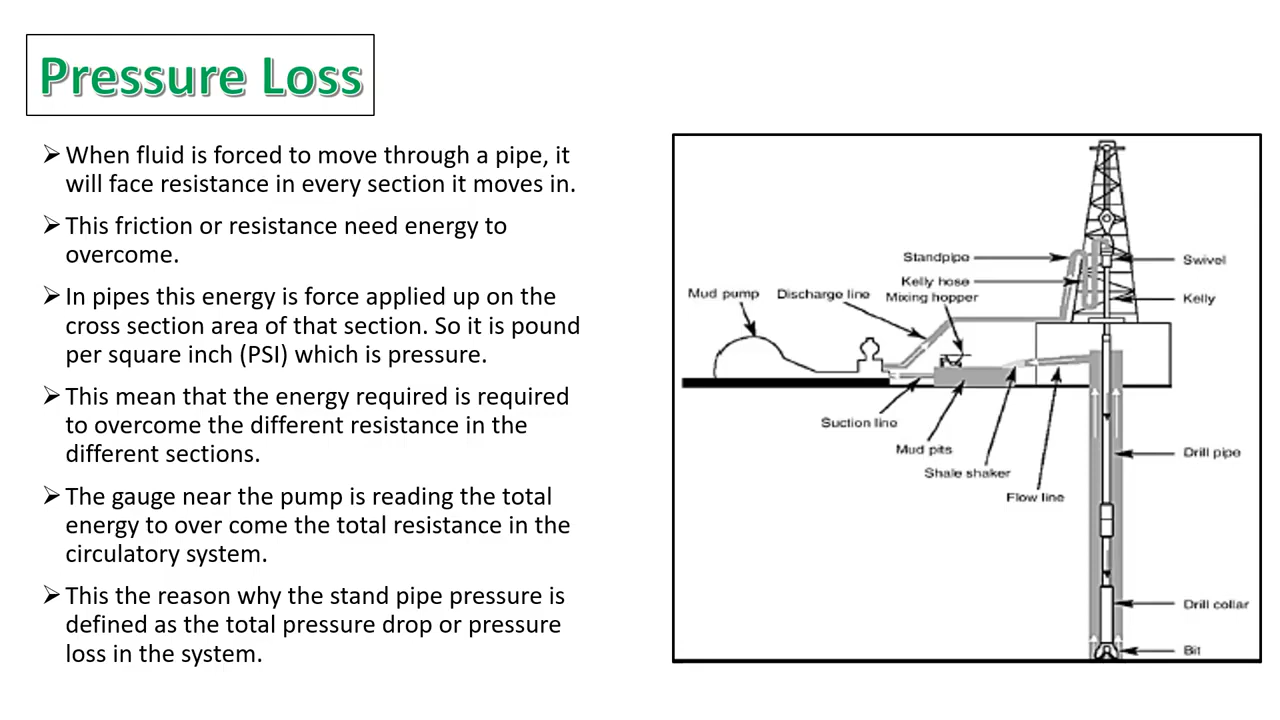 Pressure Loss
➢ When fluid is forced to move through a pipe, it
will face resistance in every section it moves in.
➢ This friction or resistance need energy to
overcome.
➢ In pipes this energy is force applied up on the
cross section area of that section. So it is pound
per square inch (PSI) which is pressure.
➢ This mean that the energy required is required
to overcome the different resistance in the
different sections.
➢ The gauge near the pump is reading the total
energy to over come the total resistance in the
circulatory system.
➢ This the reason why the stand pipe pressure is
defined as the total pressure drop or pressure
loss in the system.
Standpipe
Swivel
Kelly hose
Mud pump
Discharge line
Mixing hopper
Kelly
Suction line
Mud pits
Shale shaker
Flow line
Drill pipe
Drill collar
Bit